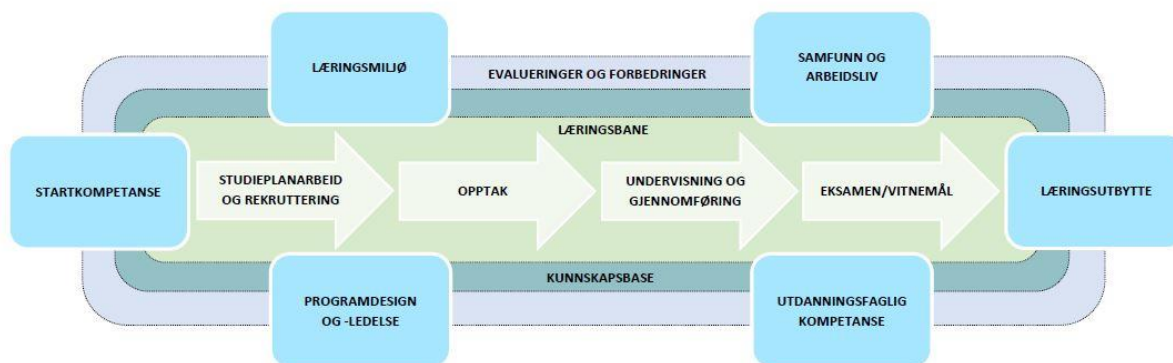 LÆRINGSMILJØ
EVALUERINGER OG FORBEDRINGER
SAMFUNN OG
ARBEIDSLIV
LÆRINGSBANE
STARTKOMPETANSE
STUDIEPLANARBEID
OG REKRUTTERING
OPPTAK
UNDERVISNING OG
GJENNOMFØRING
EKSAMEN/VITNEMÅL
LÆRINGSUTBYTTE
KUNNSKAPSBASE
PROGRAMDESIGN
OG -LEDELSE
UTDANNINGSFAGLIG
KOMPETANSE